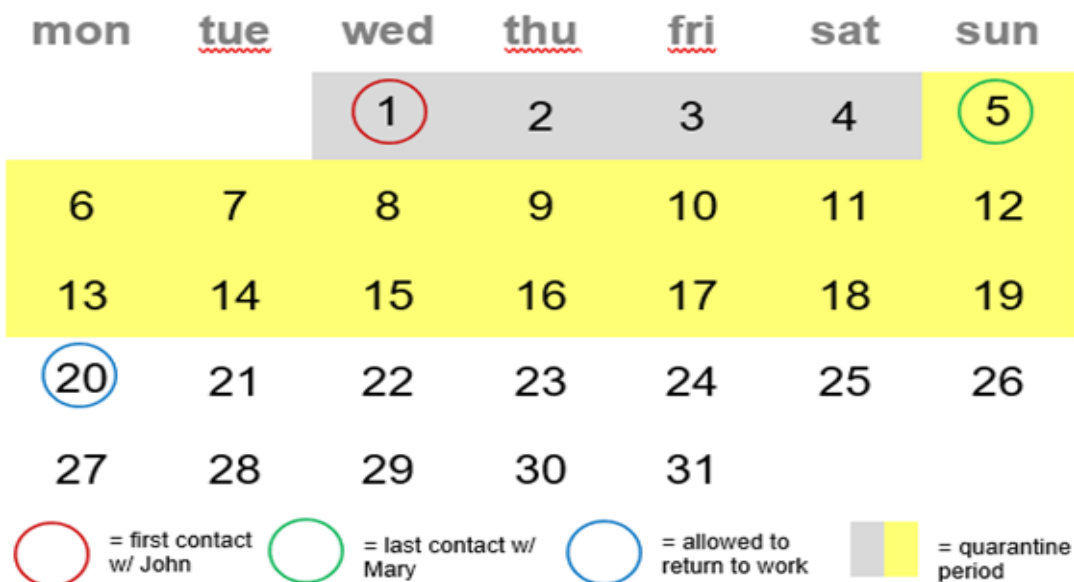 mon tue wed thu fri sat sun
1 2 3 4 5
6 7 8 9 10 11 12
13 14 15 16 17 18 19
20 21 22 23 24 25 26
27 28 29 30 31
= first contact
w/ John
= last contact w/
Mary
= allowed to
return to work
= quarantine
period